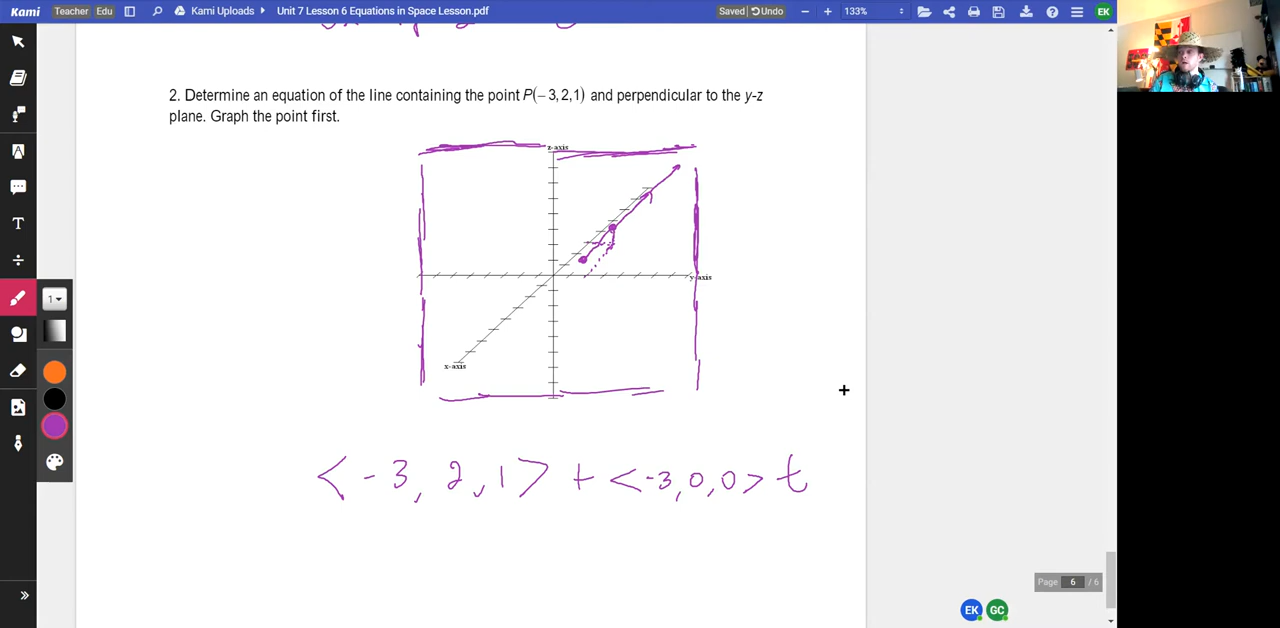 Kami Teacher Edu Kami Uploads Unit 7 Lesson 6 Equations in Space Lesson.pdf Saved Undo 133% EK
2. Determine an equation of the line containing the point P(−3,2,1) and perpendicular to the y-z
plane. Graph the point first.
z-axis
y-axis
x-axis
1
T
A
<-3, 2, 1> + <-3, 0, 0> t
Page 6 / 6
EK GC